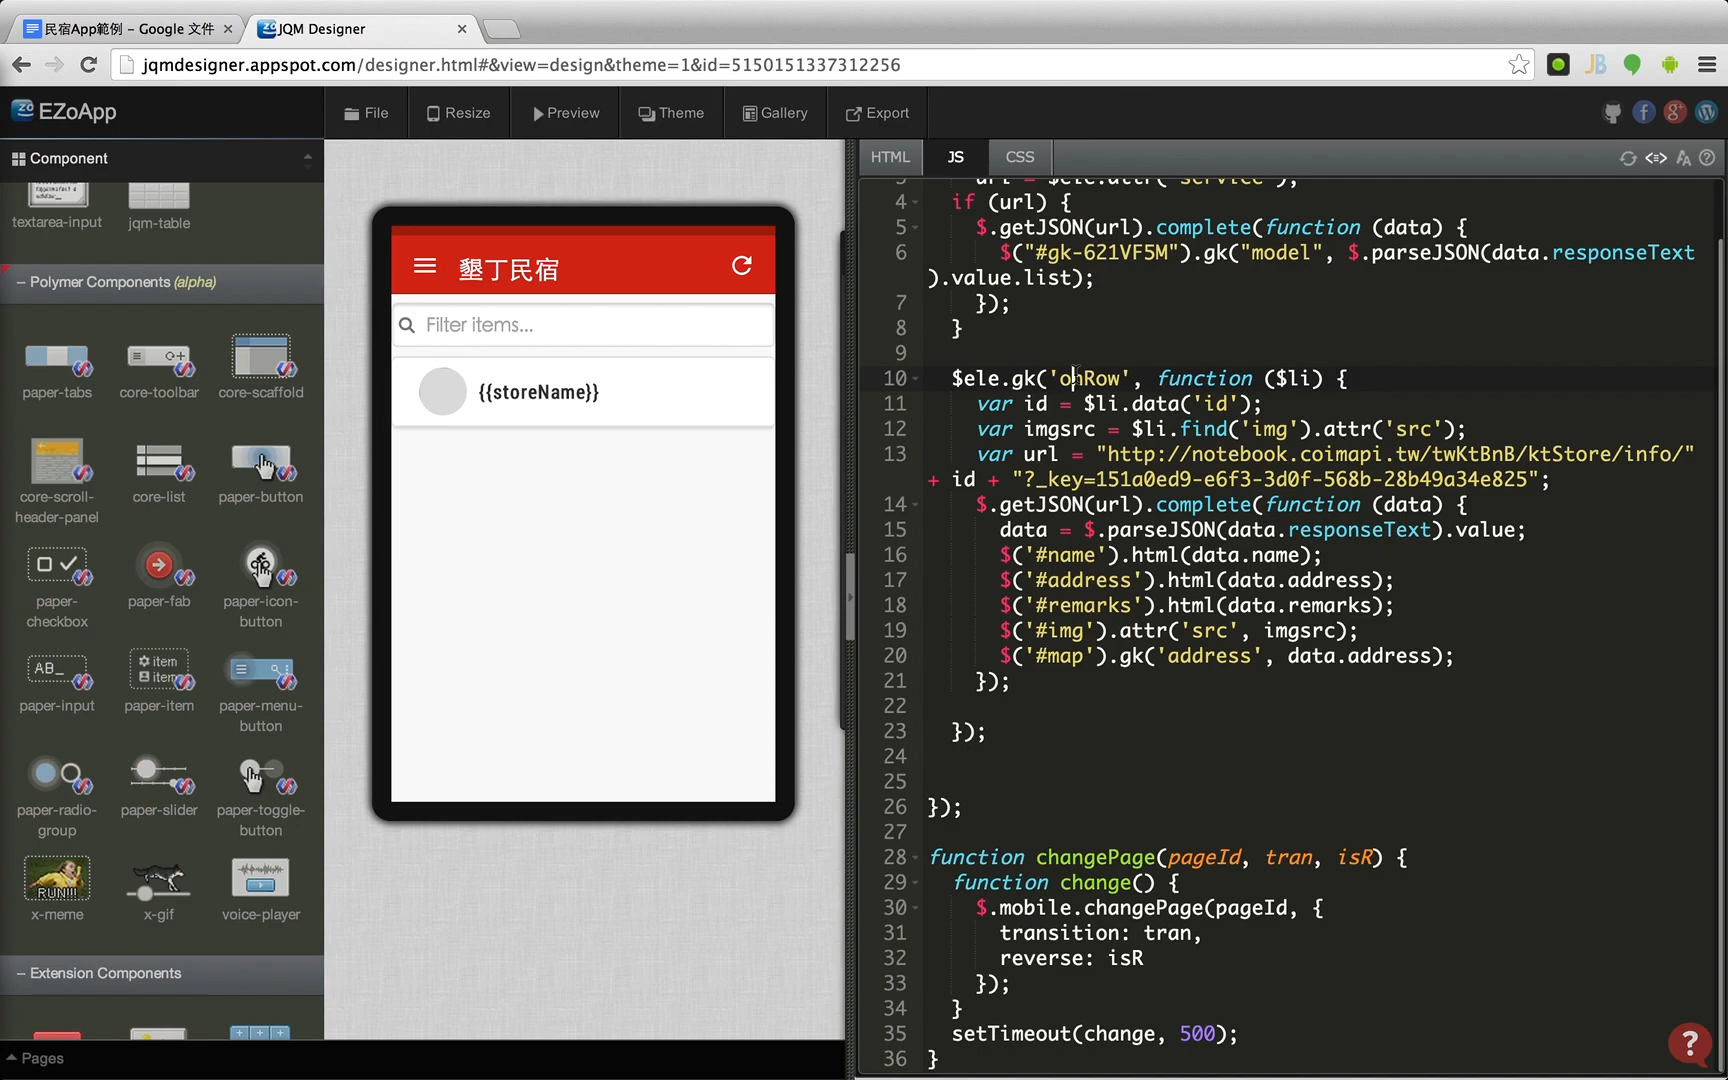 民宿App範例 – Google 文件
JQM Designer
jqmdesigner.appspot.com/designer.html#&view=design&theme=1&id=5150151337312256
EZoApp
File
Resize
Preview
Theme
Gallery
Export
Component
textarea-input
jqm-table
– Polymer Components (alpha)
paper-tabs
core-toolbar
core-scaffold
core-scroll-
header-panel
core-list
paper-button
paper-
checkbox
paper-fab
paper-icon-
button
AB_
item
item
paper-input
paper-item
paper-menu-
button
paper-radio-
group
paper-slider
paper-toggle-
button
RUN!!!
x-meme
x-gif
voice-player
– Extension Components
Pages
墾丁民宿
Filter items...
{{storeName}}
HTML
JS
CSS
3 url = $ele.attr('service');
4 if (url) {
5 $.getJSON(url).complete(function (data) {
6 $("#gk-621VF5M").gk("model", $.parseJSON(data.responseText
).value.list);
7 });
8 }
9
10 $ele.gk('onRow', function ($li) {
11 var id = $li.data('id');
12 var imgsrc = $li.find('img').attr('src');
13 var url = "http://notebook.coimapi.tw/twKtBnB/ktStore/info/"
+ id + "?_key=151a0ed9-e6f3-3d0f-568b-28b49a34e825";
14 $.getJSON(url).complete(function (data) {
15 data = $.parseJSON(data.responseText).value;
16 $('#name').html(data.name);
17 $('#address').html(data.address);
18 $('#remarks').html(data.remarks);
19 $('#img').attr('src', imgsrc);
20 $('#map').gk('address', data.address);
21 });
22
23 });
24
25
26 });
27
28 function changePage(pageId, tran, isR) {
29 function change() {
30 $.mobile.changePage(pageId, {
31 transition: tran,
32 reverse: isR
33 });
34 }
35 setTimeout(change, 500);
36 }